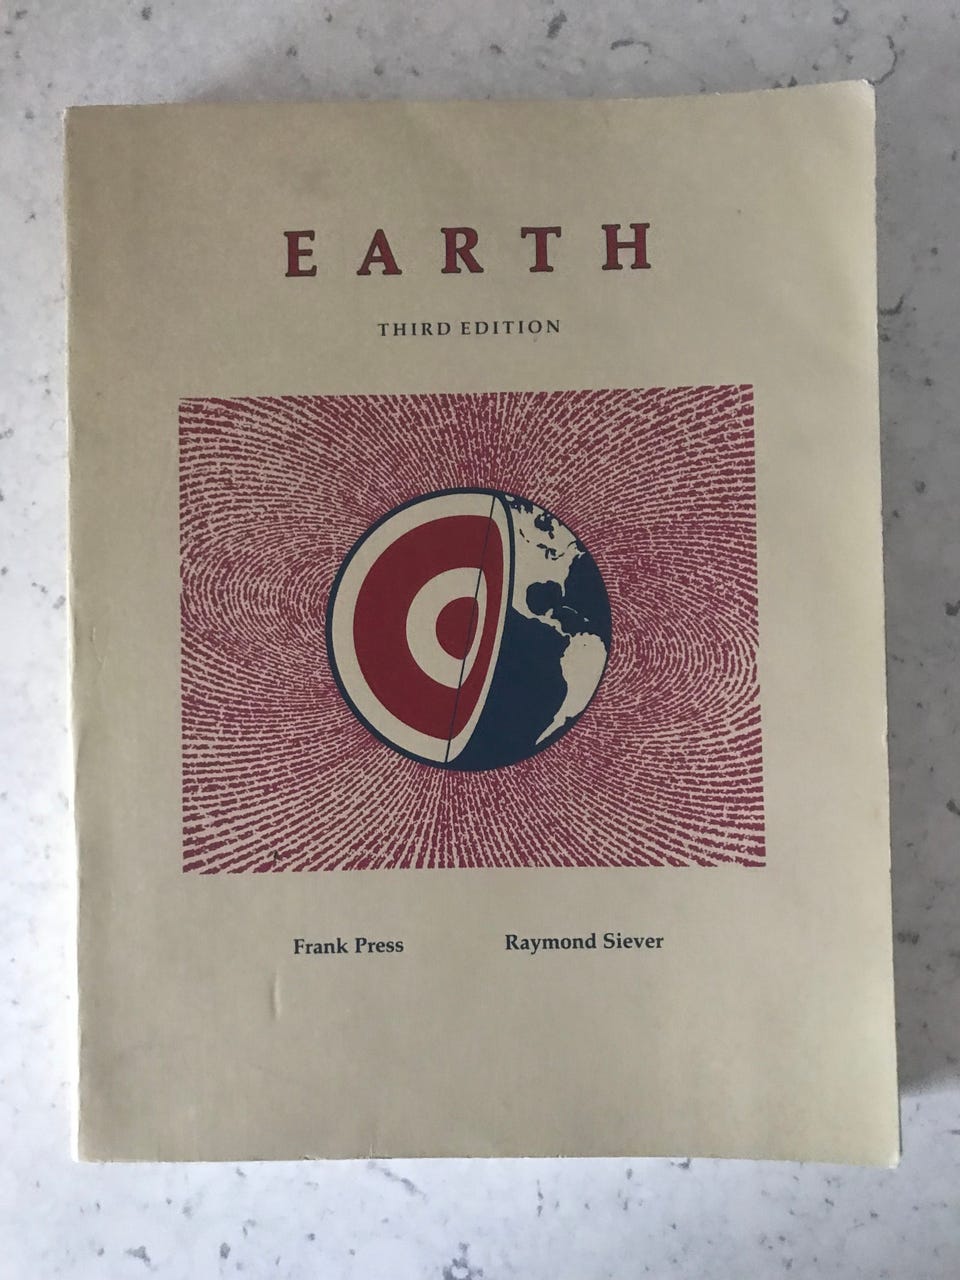 EARTH
THIRD EDITION
Frank Press Raymond Siever